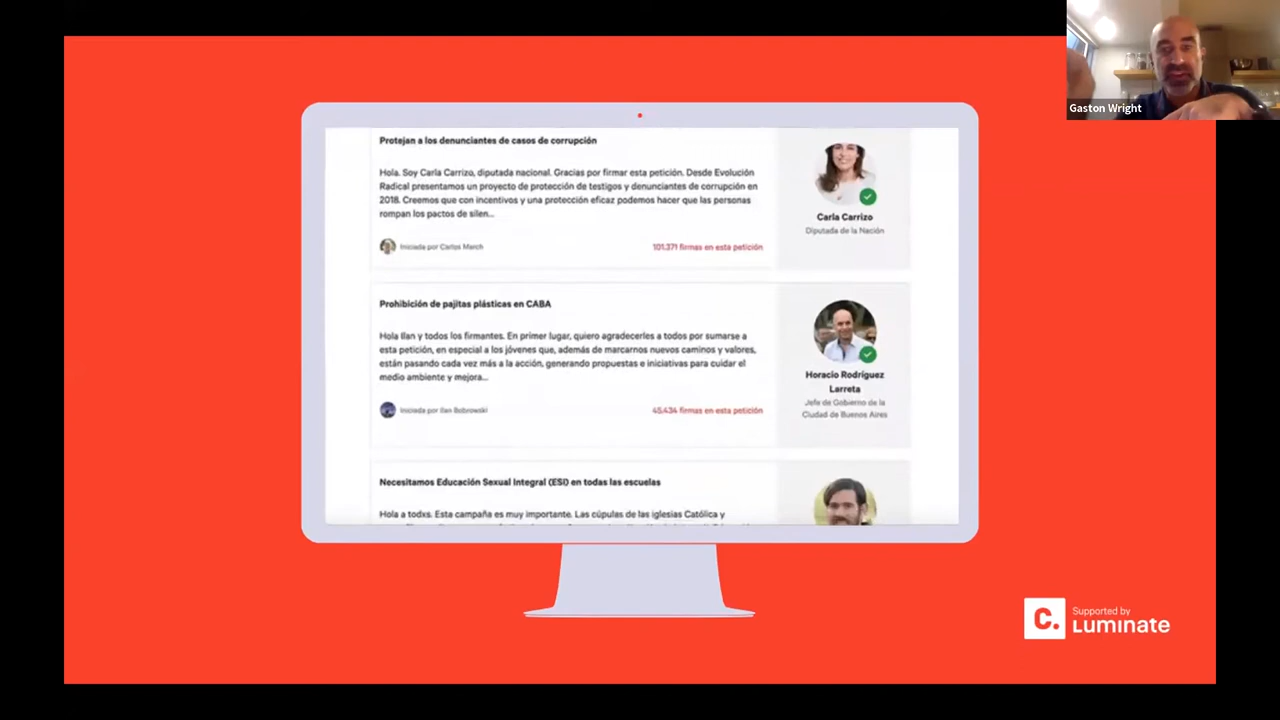 Gaston Wright
Protejan a los denunciantes de casos de corrupción
Hola. Soy Carla Carrizo, diputada nacional. Gracias por firmar esta petición. Desde Evolución
Radical presentamos un proyecto de protección de testigos y denunciantes de corrupción en
2018. Creemos que con incentivos y una protección eficaz podemos hacer que las personas
rompan los pactos de silen...
Iniciada por Carlos March
101.371 firmas en esta petición
Carla Carrizo
Diputada de la Nación
Prohibición de pajitas plásticas en CABA
Hola Ilan y todos los firmantes. En primer lugar, quiero agradecerles a todos por sumarse a
esta petición, en especial a los jóvenes que, además de marcarnos nuevos caminos y valores,
están pasando cada vez más a la acción, generando propuestas e iniciativas para cuidar el
medio ambiente y mejora...
Iniciada por Ilan Bobrowski
45.434 firmas en esta petición
Horacio Rodríguez
Larreta
Jefe de Gobierno de la
Ciudad de Buenos Aires
Necesitamos Educación Sexual Integral (ESI) en todas las escuelas
Hola a todxs. Esta campaña es muy importante. Las cúpulas de las iglesias Católica y
C.
Supported by
Luminate